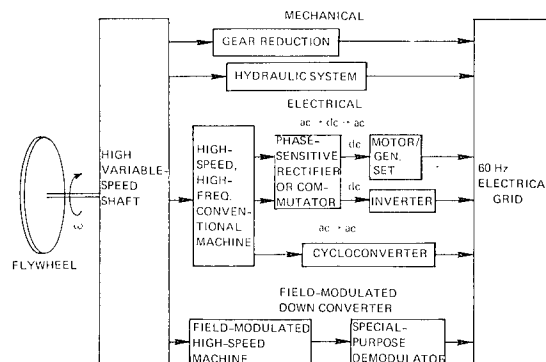 MECHANICAL
GEAR REDUCTION
HYDRAULIC SYSTEM
ELECTRICAL
ac → dc → ac
HIGH
VARIABLE-
SPEED
SHAFT
HIGH-
SPEED,
HIGH-
FREQ.
CONVEN-
TIONAL
MACHINE
PHASE-
SENSITIVE
RECTIFIER
OR COM-
MUTATOR
dc
MOTOR/
GEN.
SET
dc
INVERTER
ac → ac
CYCLOCONVERTER
60 Hz
ELECTRICA
GRID
ω
FLYWHEEL
FIELD-MODULATED
DOWN CONVERTER
FIELD-MODULATED
HIGH-SPEED
MACHINE
SPECIAL-
PURPOSE
DEMODULATOR